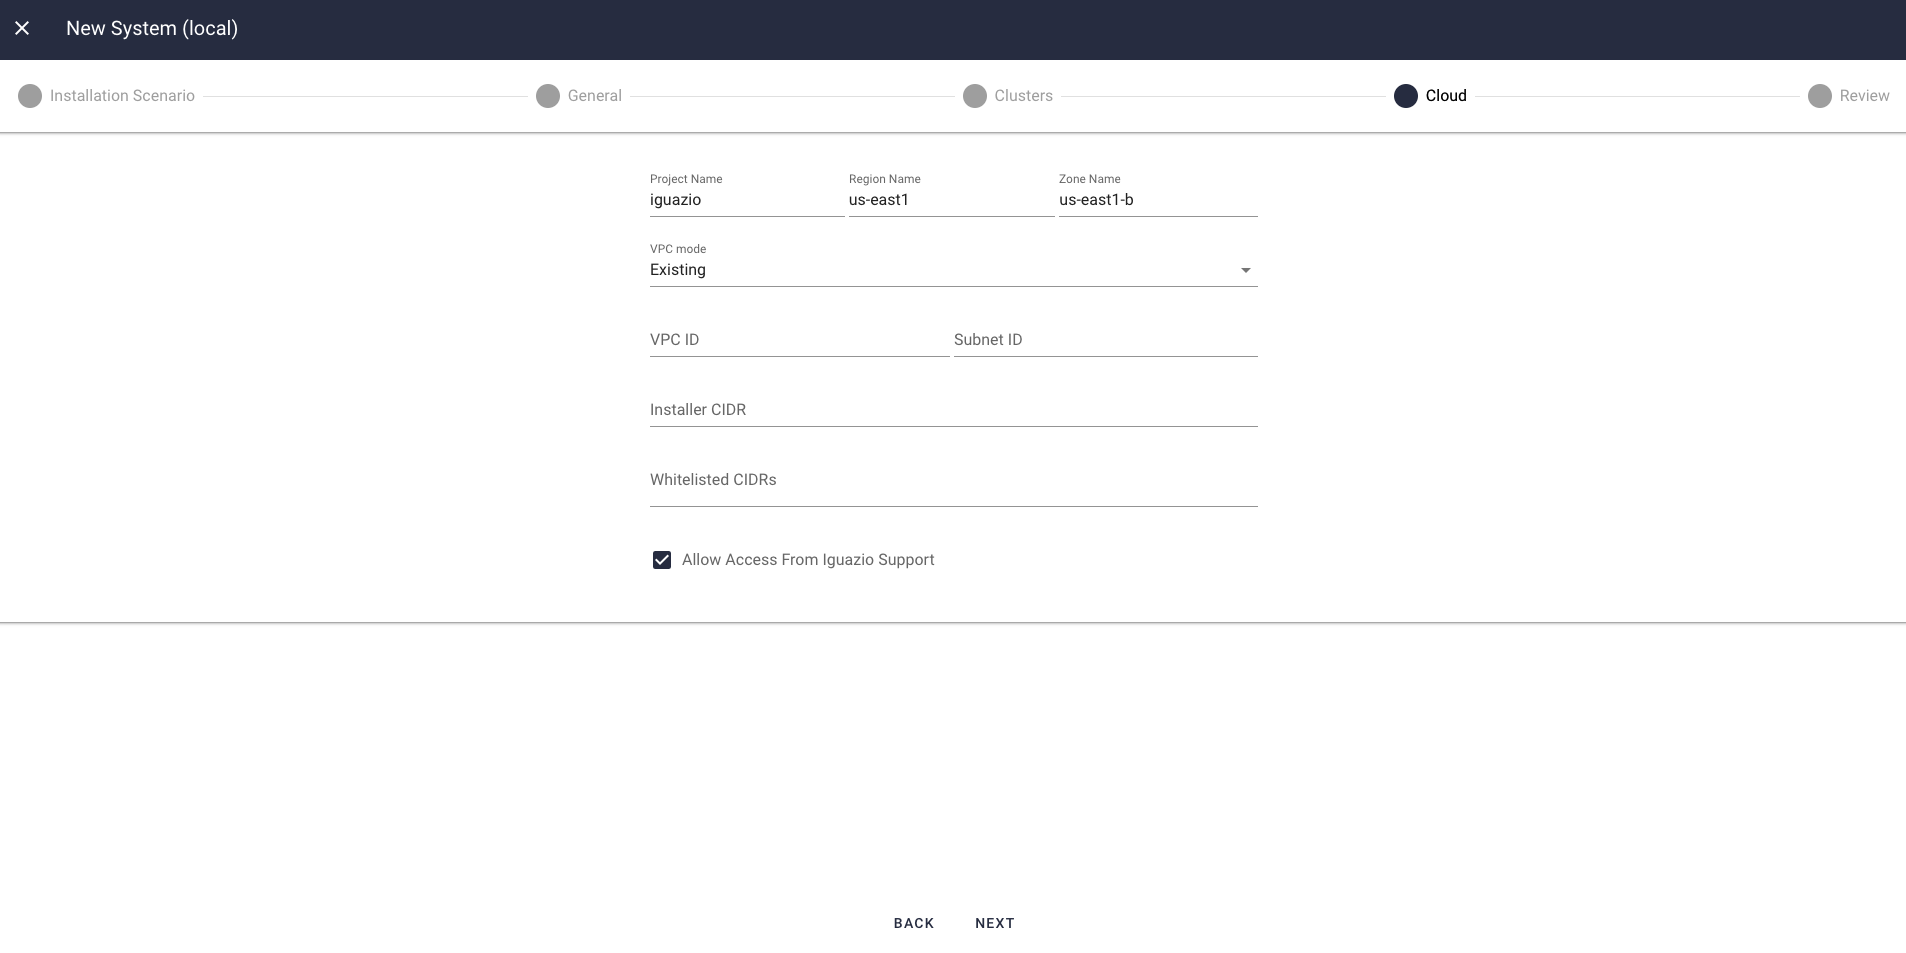 New System (local)
Installation Scenario General Clusters Cloud Review
Project Name Region Name Zone Name
iguazio us-east1 us-east1-b
VPC mode
Existing
VPC ID Subnet ID
Installer CIDR
Whitelisted CIDRs
Allow Access From Iguazio Support
BACK NEXT